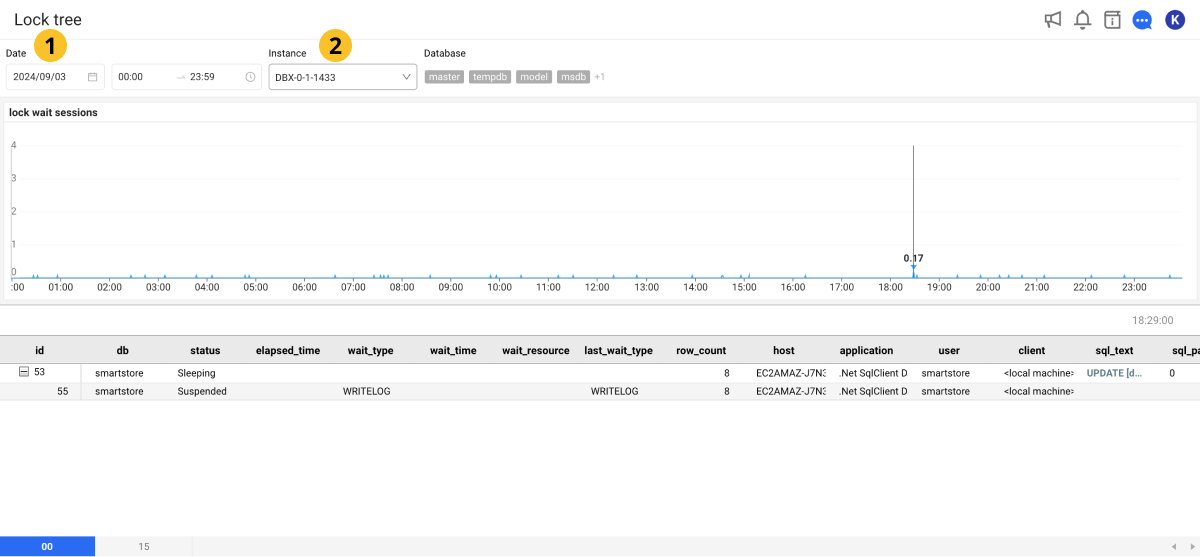 Lock tree
K
1
2
Date
Instance
Database
2024/09/03
00:00
23:59
DBX-0-1-1433
master tempdb model msdb +1
lock wait sessions
4
3
2
1
0
0.17
:00 01:00 02:00 03:00 04:00 05:00 06:00 07:00 08:00 09:00 10:00 11:00 12:00 13:00 14:00 15:00 16:00 17:00 18:00 19:00 20:00 21:00 22:00 23:00
18:29:00
id db status elapsed_time wait_type wait_time wait_resource last_wait_type row_count host application user client sql_text sql_pa
53 smartstore Sleeping 8 EC2AMAZ-J7N3 .Net SqlClient D smartstore <local machine> UPDATE [d... 0
55 smartstore Suspended WRITELOG WRITELOG 8 EC2AMAZ-J7N3 .Net SqlClient D smartstore <local machine>
00 15